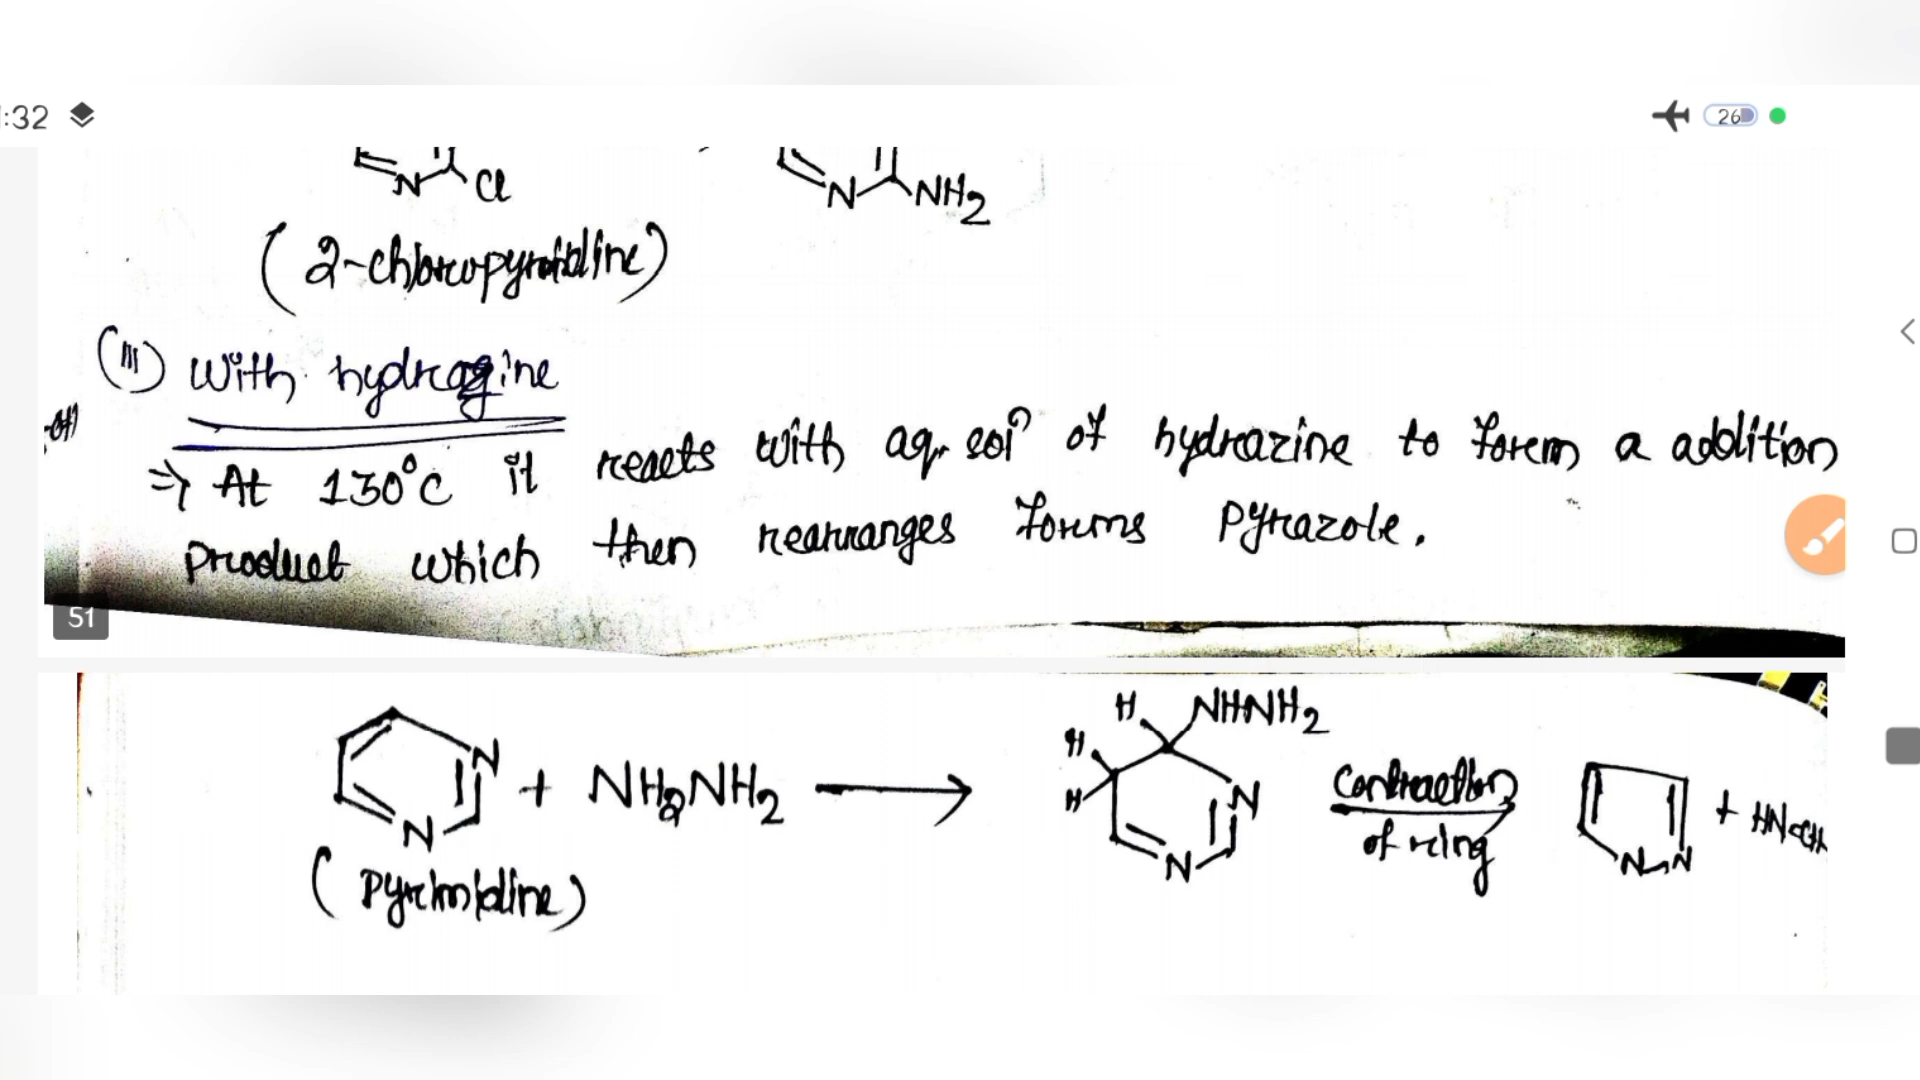 :32
26
N Cl
N NH2
(2-chloropyrimidine)
(III) With hydrazine
⇒ At 130°C it reacts with aq. soln of hydrazine to form a addition
product which then rearranges forms pyrazole.
51
H NHNH2
H
H
N + NH2NH2 → N Contraction of ring N-N +
N N
(pyrimidine)